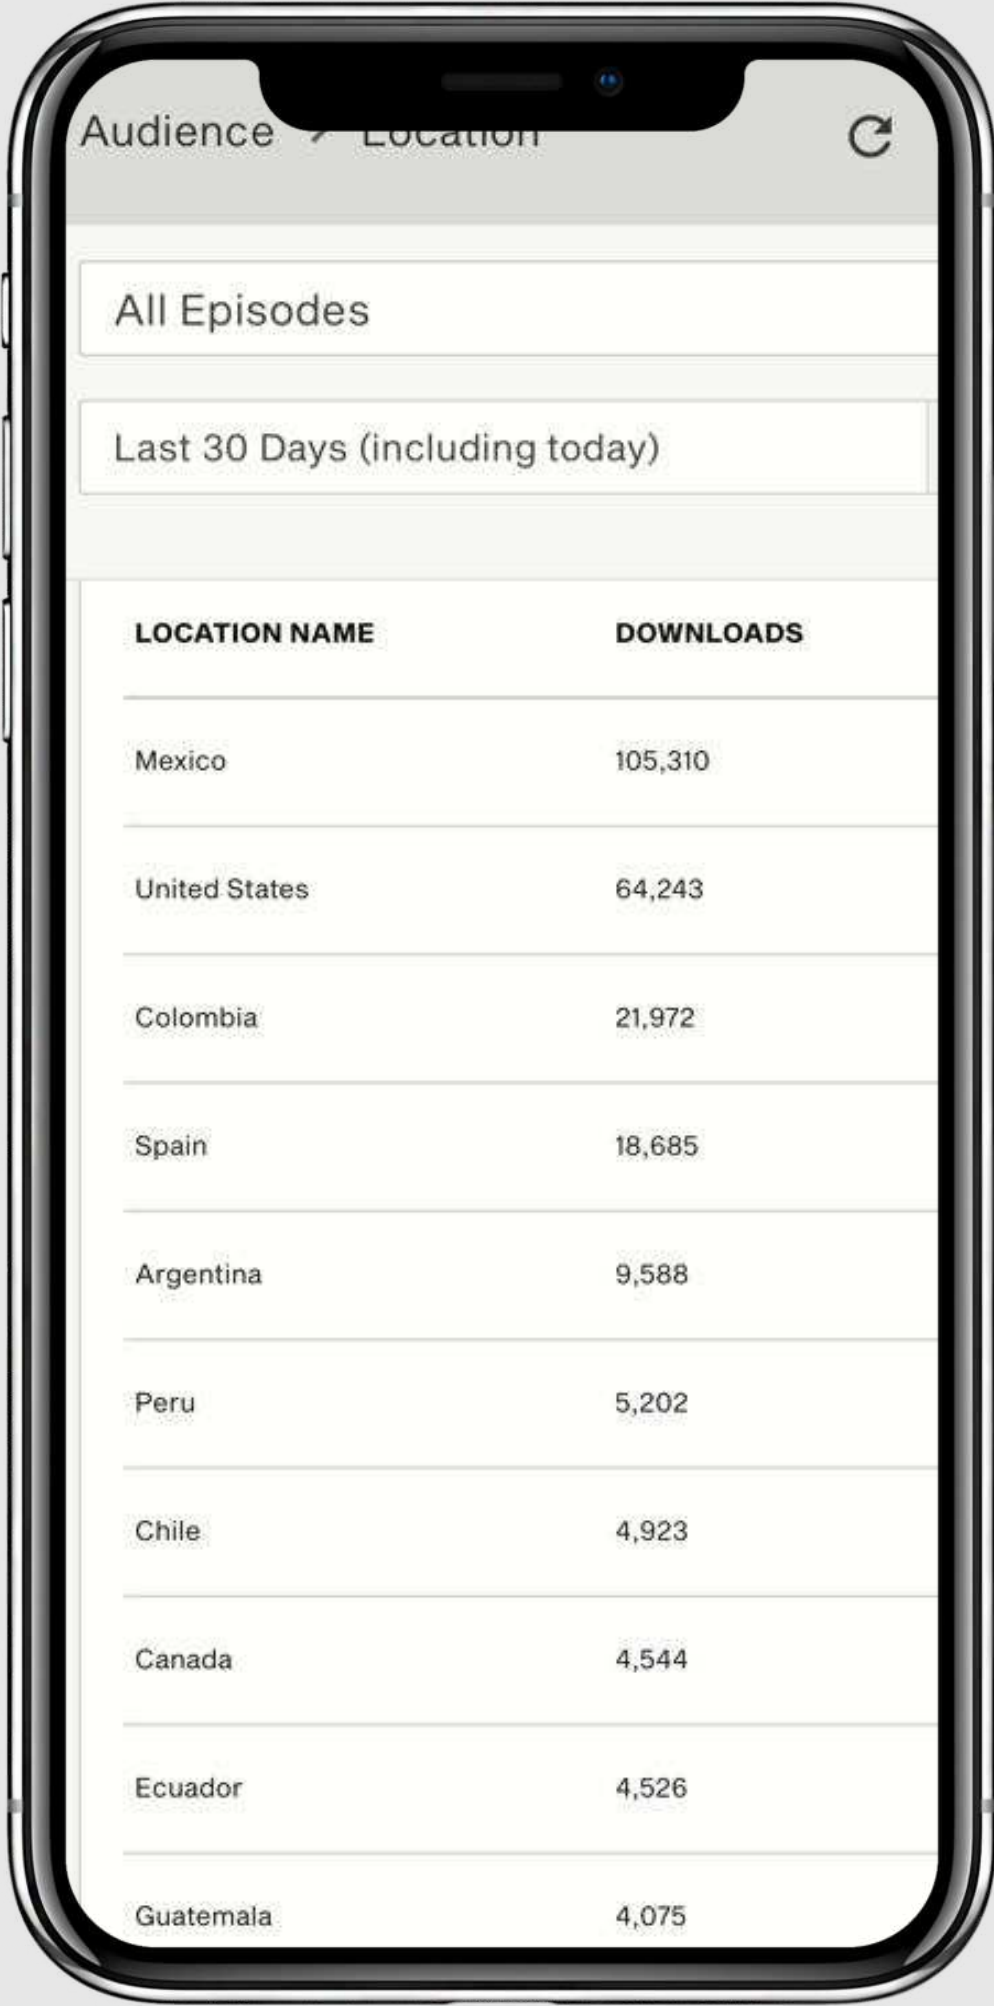 Audience > Location
All Episodes
Last 30 Days (including today)
LOCATION NAME DOWNLOADS
Mexico 105,310
United States 64,243
Colombia 21,972
Spain 18,685
Argentina 9,588
Peru 5,202
Chile 4,923
Canada 4,544
Ecuador 4,526
Guatemala 4,075